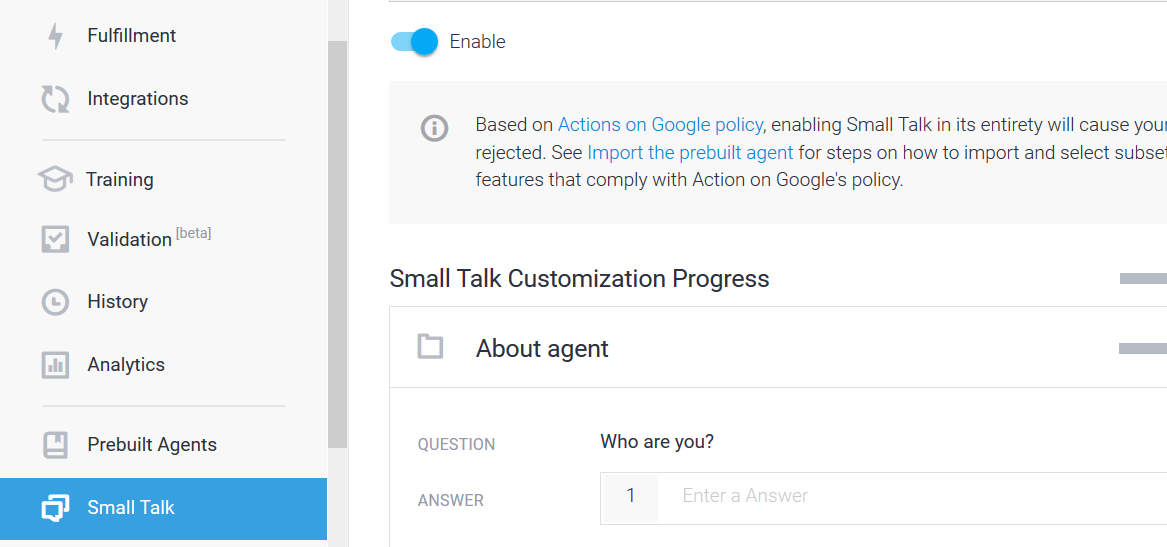 Fulfillment
Integrations
Training
Validation [beta]
History
Analytics
Prebuilt Agents
Small Talk
Enable
Based on Actions on Google policy, enabling Small Talk in its entirety will cause your
rejected. See Import the prebuilt agent for steps on how to import and select subset
features that comply with Action on Google's policy.
Small Talk Customization Progress
About agent
QUESTION Who are you?
ANSWER 1 Enter a Answer